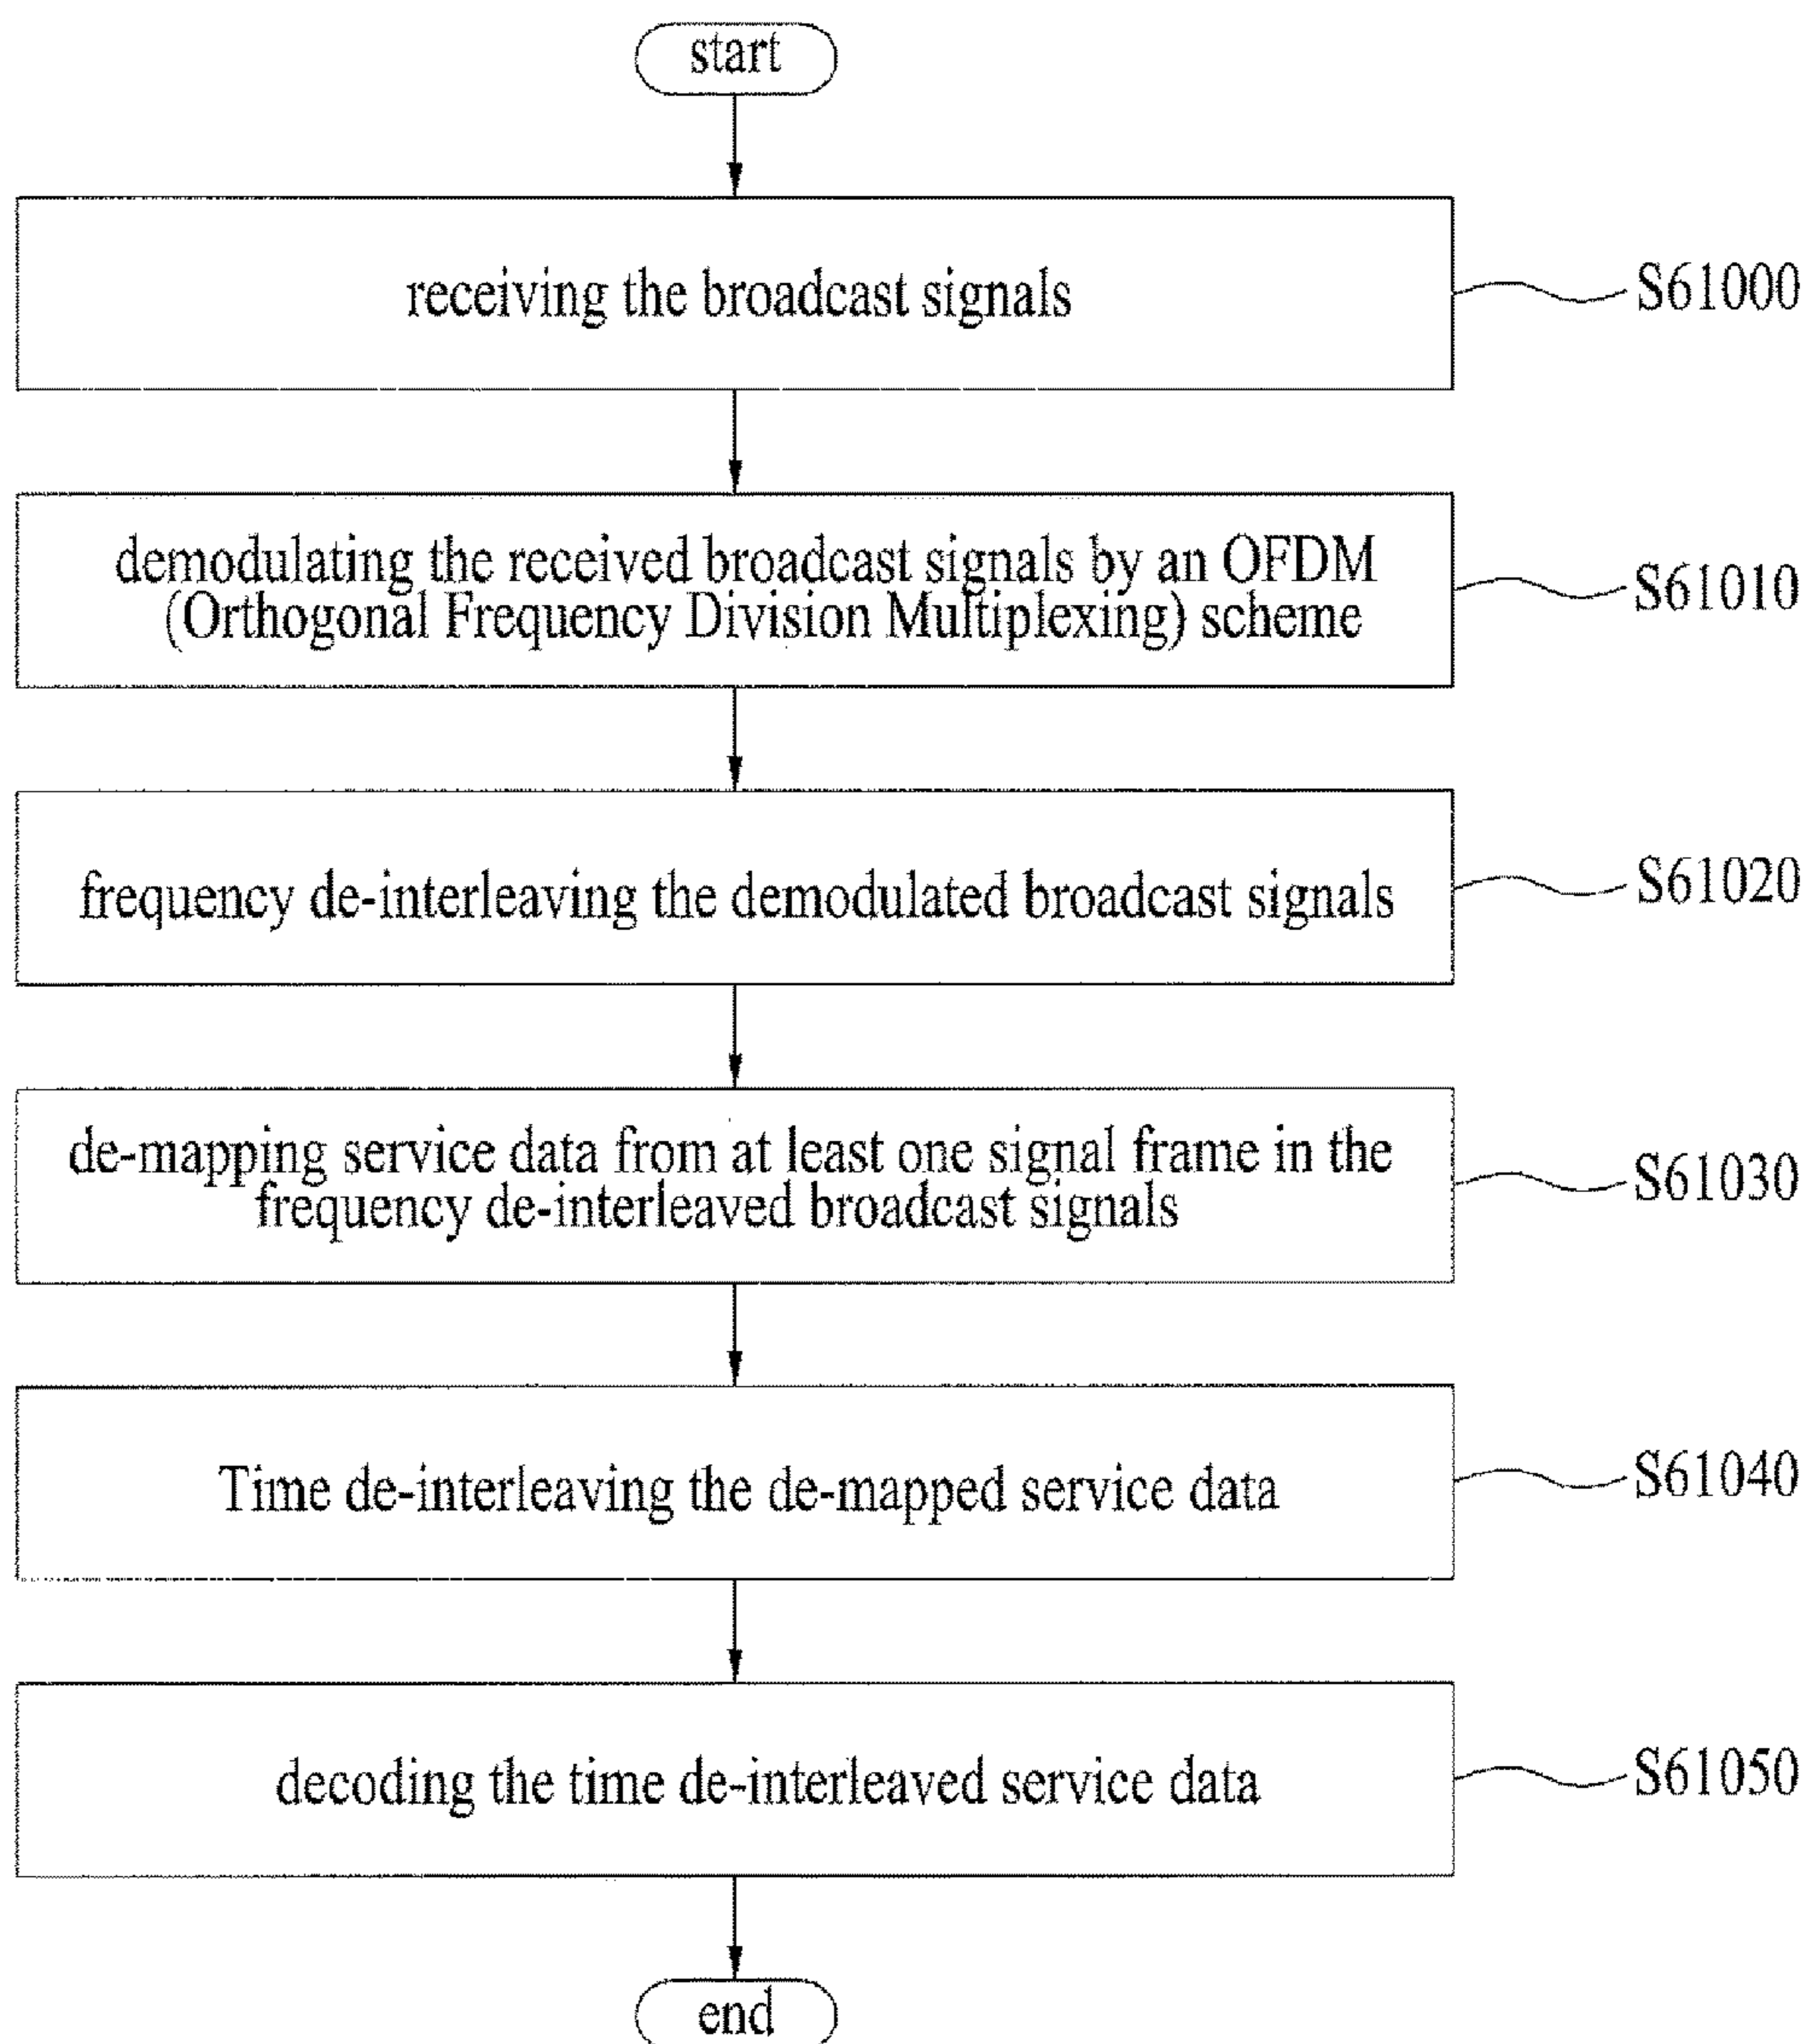 start
receiving the broadcast signals
S61000
demodulating the received broadcast signals by an OFDM
(Orthogonal Frequency Division Multiplexing) scheme
S61010
frequency de-interleaving the demodulated broadcast signals
S61020
de-mapping service data from at least one signal frame in the
frequency de-interleaved broadcast signals
S61030
Time de-interleaving the de-mapped service data
S61040
decoding the time de-interleaved service data
S61050
end